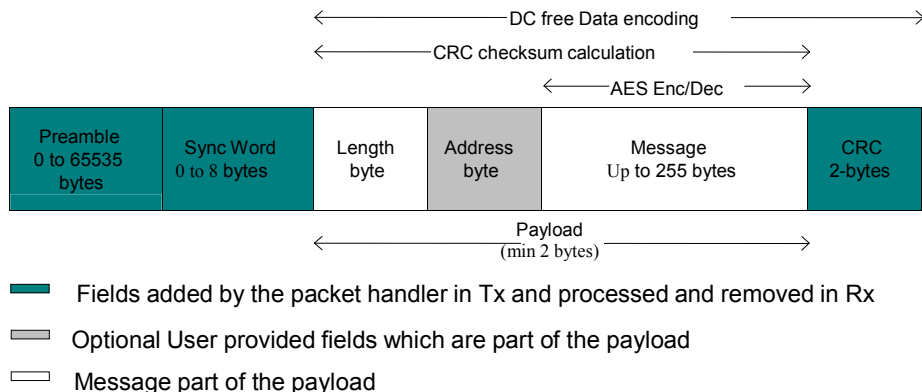 DC free Data encoding
CRC checksum calculation
AES Enc/Dec
Preamble
0 to 65535
bytes
Sync Word
0 to 8 bytes
Length
byte
Address
byte
Message
Up to 255 bytes
CRC
2-bytes
Payload
(min 2 bytes)
Fields added by the packet handler in Tx and processed and removed in Rx
Optional User provided fields which are part of the payload
Message part of the payload